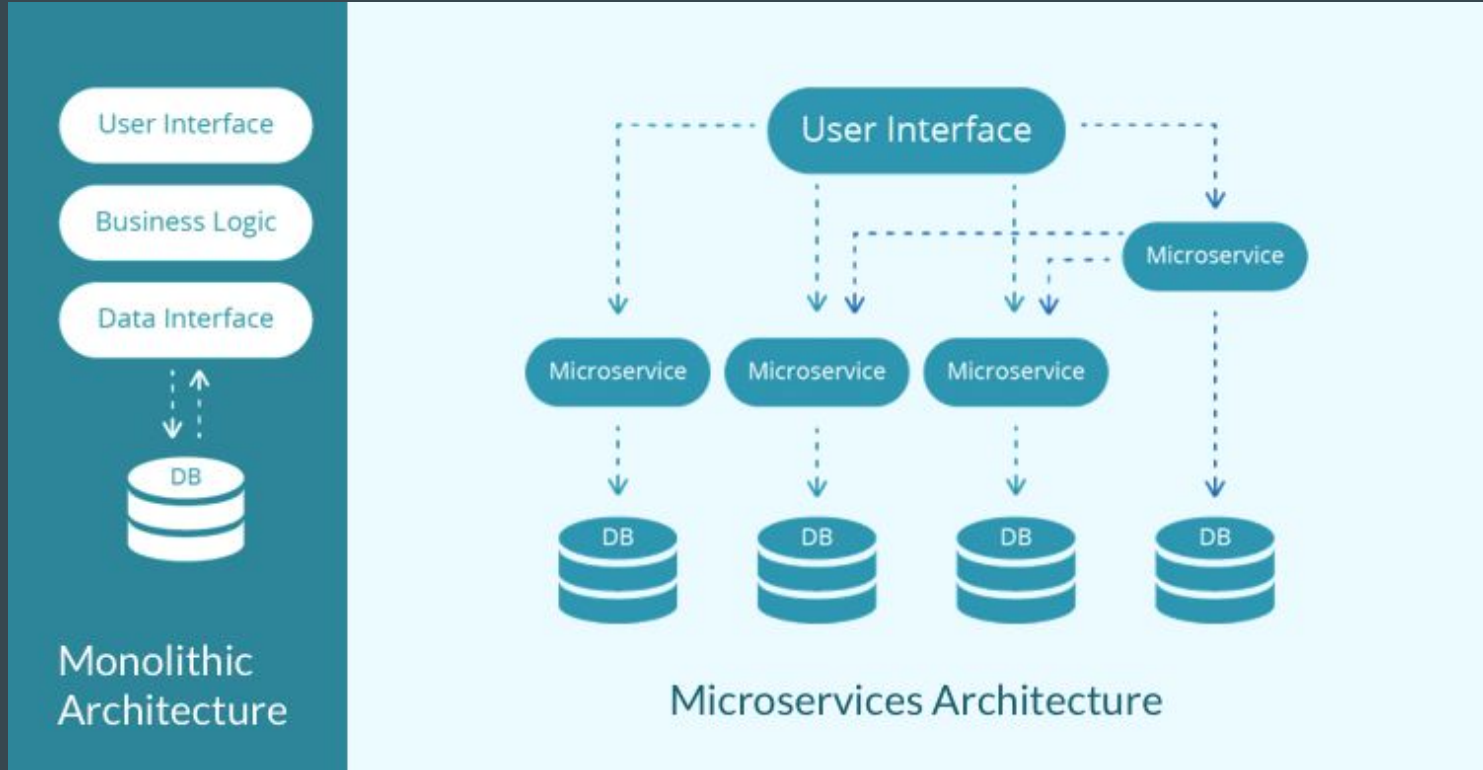 User Interface
Business Logic
Data Interface
DB
Monolithic
Architecture
User Interface
Microservice
Microservice
Microservice
Microservice
DB
DB
DB
DB
Microservices Architecture